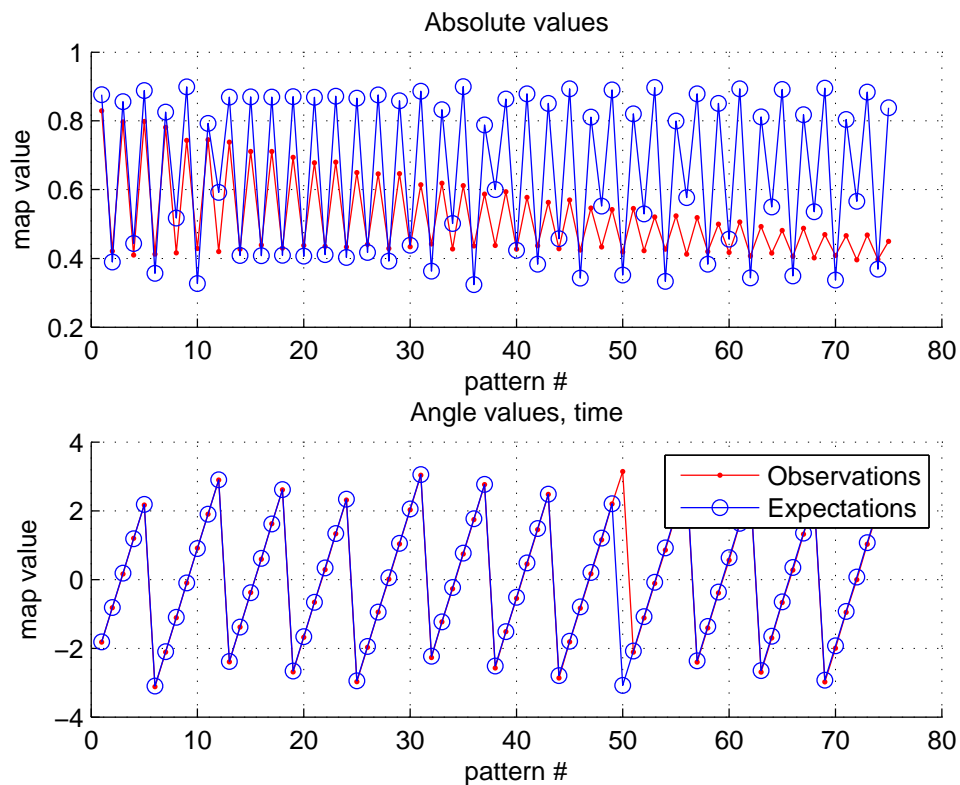 Absolute values
1
0.8
0.6
0.4
0.2
map value
0 10 20 30 40 50 60 70 80
pattern #
Angle values, time
4
2
0
−2
−4
map value
Observations
Expectations
0 10 20 30 40 50 60 70 80
pattern #